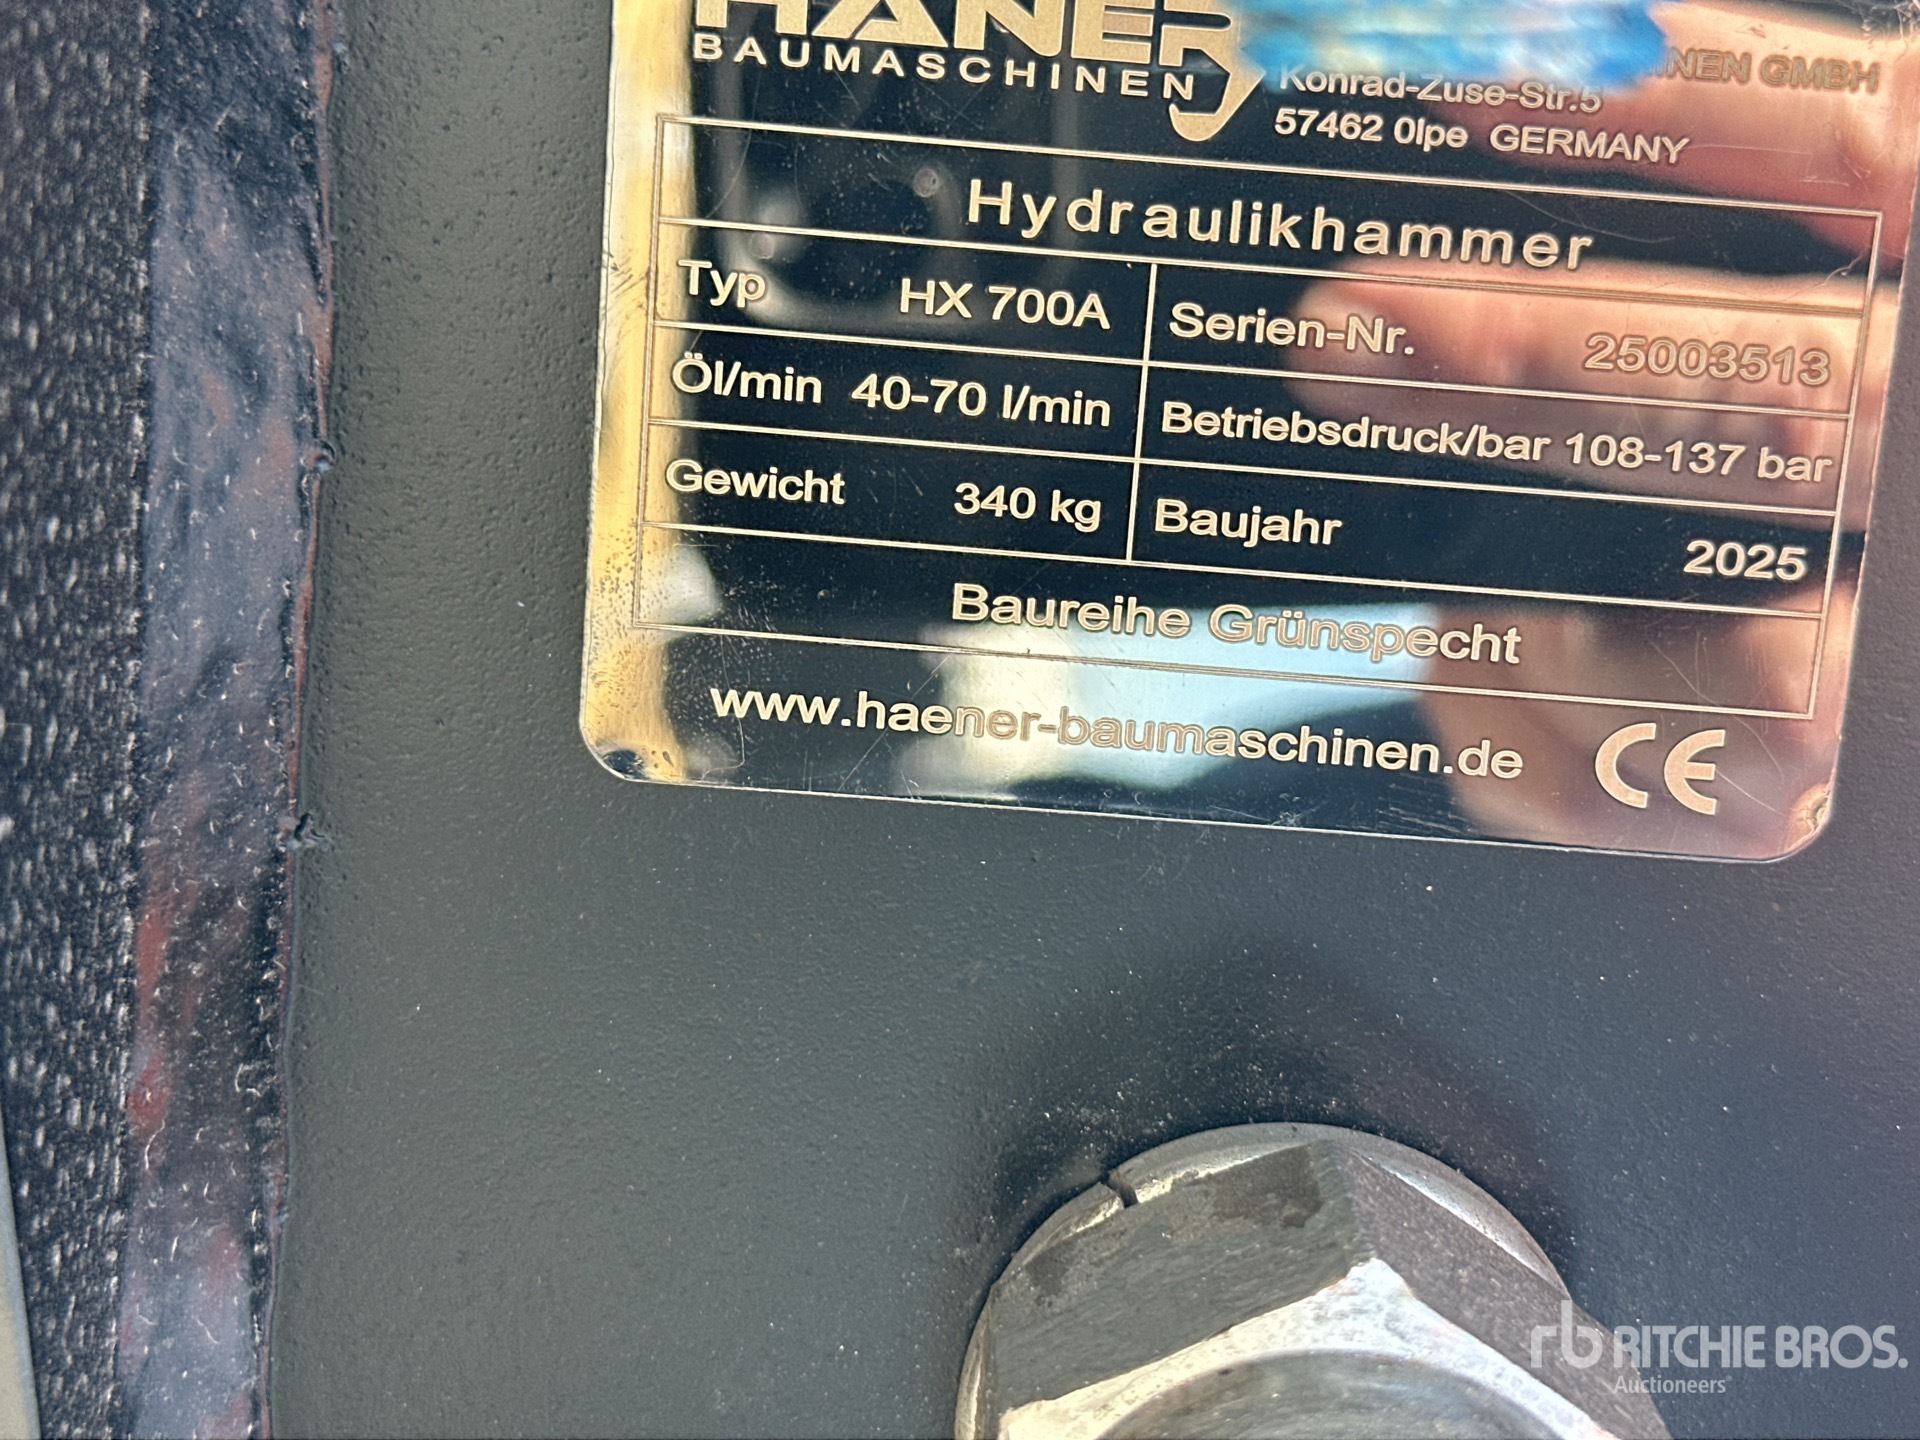 HÄNER
BAUMASCHINEN
GMBH
Konrad-Zuse-Str.5
57462 Olpe GERMANY
Hydraulikhammer
Typ HX 700A Serien-Nr. 25003513
Öl/min 40-70 l/min Betriebsdruck/bar 108-137 bar
Gewicht 340 kg Baujahr 2025
Baureihe Grünspecht
www.haener-baumaschinen.de CE
rb RITCHIE BROS.
Auctioneers